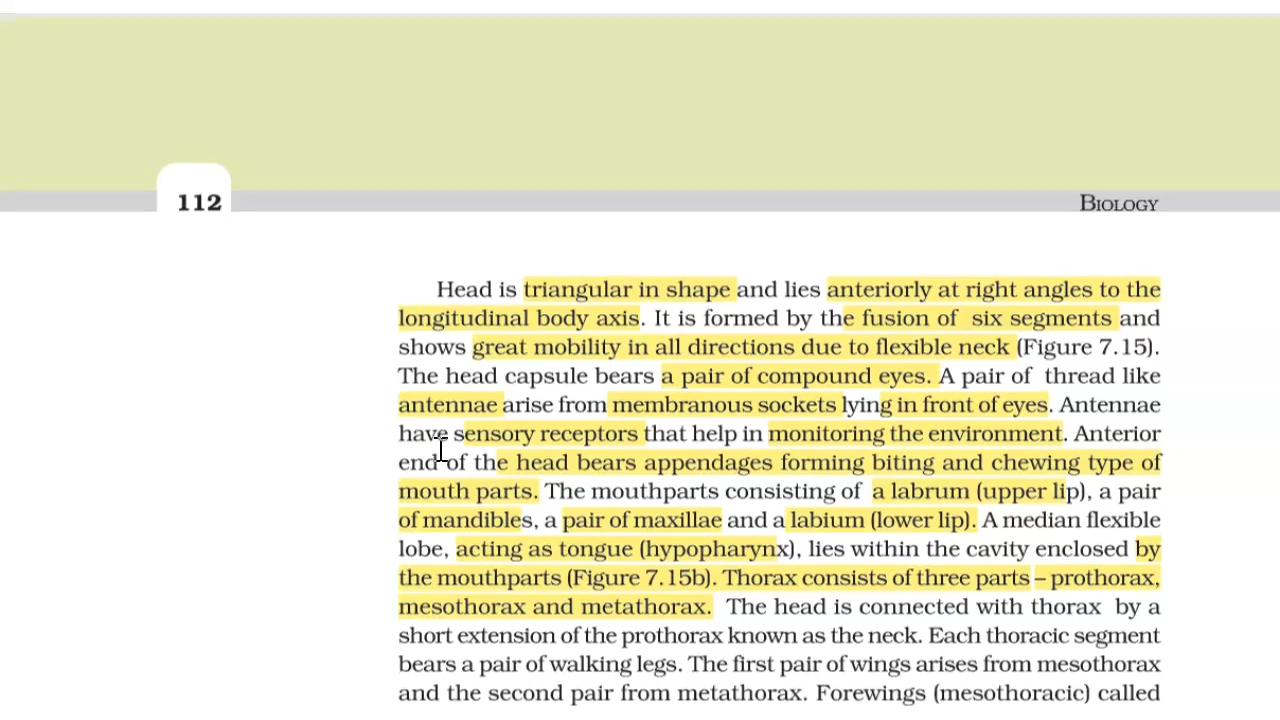 112
BIOLOGY
Head is triangular in shape and lies anteriorly at right angles to the
longitudinal body axis. It is formed by the fusion of six segments and
shows great mobility in all directions due to flexible neck (Figure 7.15).
The head capsule bears a pair of compound eyes. A pair of thread like
antennae arise from membranous sockets lying in front of eyes. Antennae
have sensory receptors that help in monitoring the environment. Anterior
end of the head bears appendages forming biting and chewing type of
mouth parts. The mouthparts consisting of a labrum (upper lip), a pair
of mandibles, a pair of maxillae and a labium (lower lip). A median flexible
lobe, acting as tongue (hypopharynx), lies within the cavity enclosed by
the mouthparts (Figure 7.15b). Thorax consists of three parts – prothorax,
mesothorax and metathorax. The head is connected with thorax by a
short extension of the prothorax known as the neck. Each thoracic segment
bears a pair of walking legs. The first pair of wings arises from mesothorax
and the second pair from metathorax. Forewings (mesothoracic) called